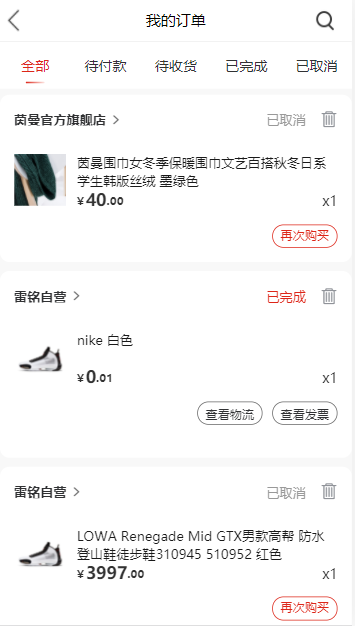 我的订单
全部 待付款 待收货 已完成 已取消
茵曼官方旗舰店 已取消
茵曼围巾女冬季保暖围巾文艺百搭秋冬日系
学生韩版丝绒 墨绿色
¥40.00 x1
再次购买
雷铭自营 已完成
nike 白色
¥0.01 x1
查看物流 查看发票
雷铭自营 已取消
LOWA Renegade Mid GTX男款高帮 防水
登山鞋徒步鞋310945 510952 红色
¥3997.00 x1
再次购买